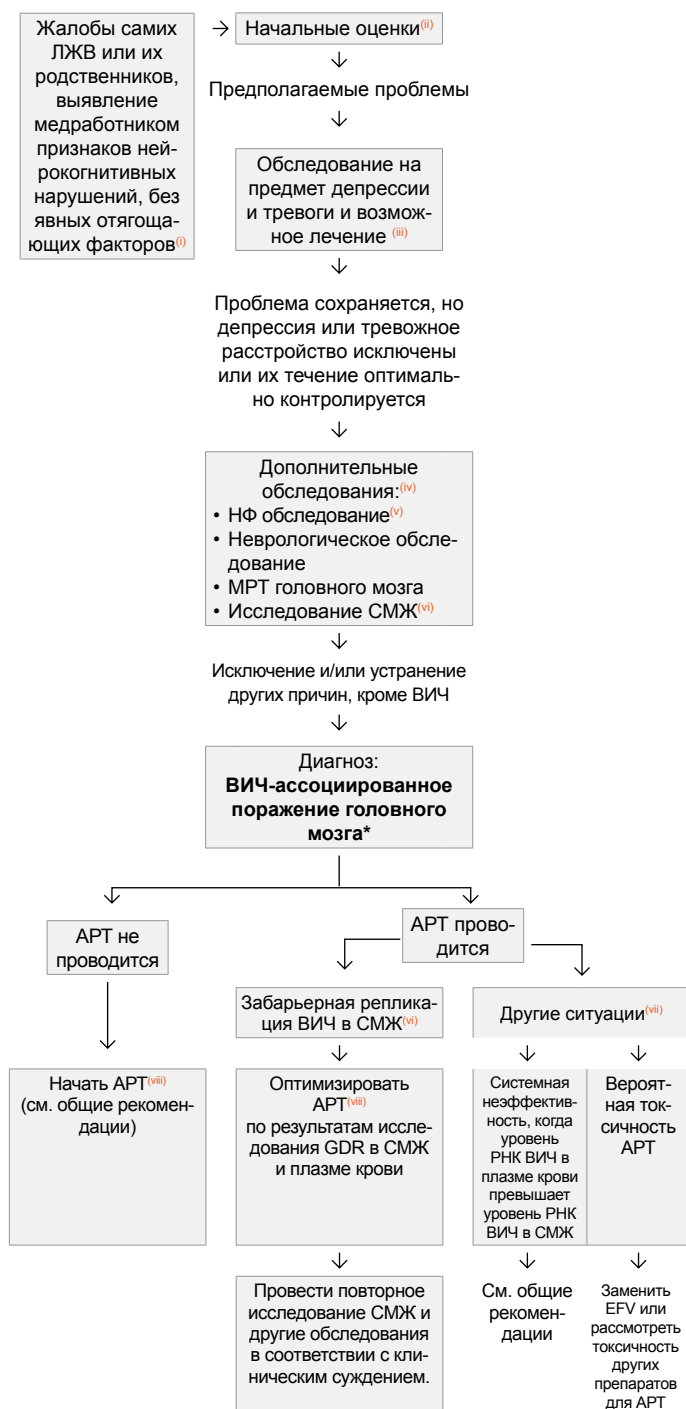 Жалобы самих
ЛЖВ или их
родственников,
выявление
медработником
признаков ней-
рокогнитивных
нарушений, без
явных отягоща-
ющих факторов(i)
Начальные оценки(ii)
Предполагаемые проблемы
Обследование на
предмет депрессии
и тревоги и возмож-
ное лечение (iii)
Проблема сохраняется, но
депрессия или тревожное
расстройство исключены
или их течение оптималь-
но контролируется
Дополнительные
обследования:(iv)
• НФ обследование(v)
• Неврологическое обсле-
дование
• МРТ головного мозга
• Исследование СМЖ(vi)
Исключение и/или устранение
других причин, кроме ВИЧ
Диагноз:
ВИЧ-ассоциированное
поражение головного
мозга*
АРТ не
проводится
АРТ прово-
дится
Начать АРТ(viii)
(см. общие рекомен-
дации)
Забарьерная реплика-
ция ВИЧ в СМЖ(vi)
Оптимизировать
АРТ(viii)
по результатам иссле-
дования GDR в СМЖ
и плазме крови
Провести повторное
исследование СМЖ и
другие обследования
в соответствии с кли-
ническим суждением.
Другие ситуации(vii)
Системная
неэффектив-
ность, когда
уровень
РНК ВИЧ в
плазме крови
превышает
уровень РНК
ВИЧ в СМЖ
См. общие
рекомен-
дации
Вероят-
ная ток-
сичность
АРТ
Заменить
EFV или
рассмотреть
токсичность
других
препаратов
для АРТ